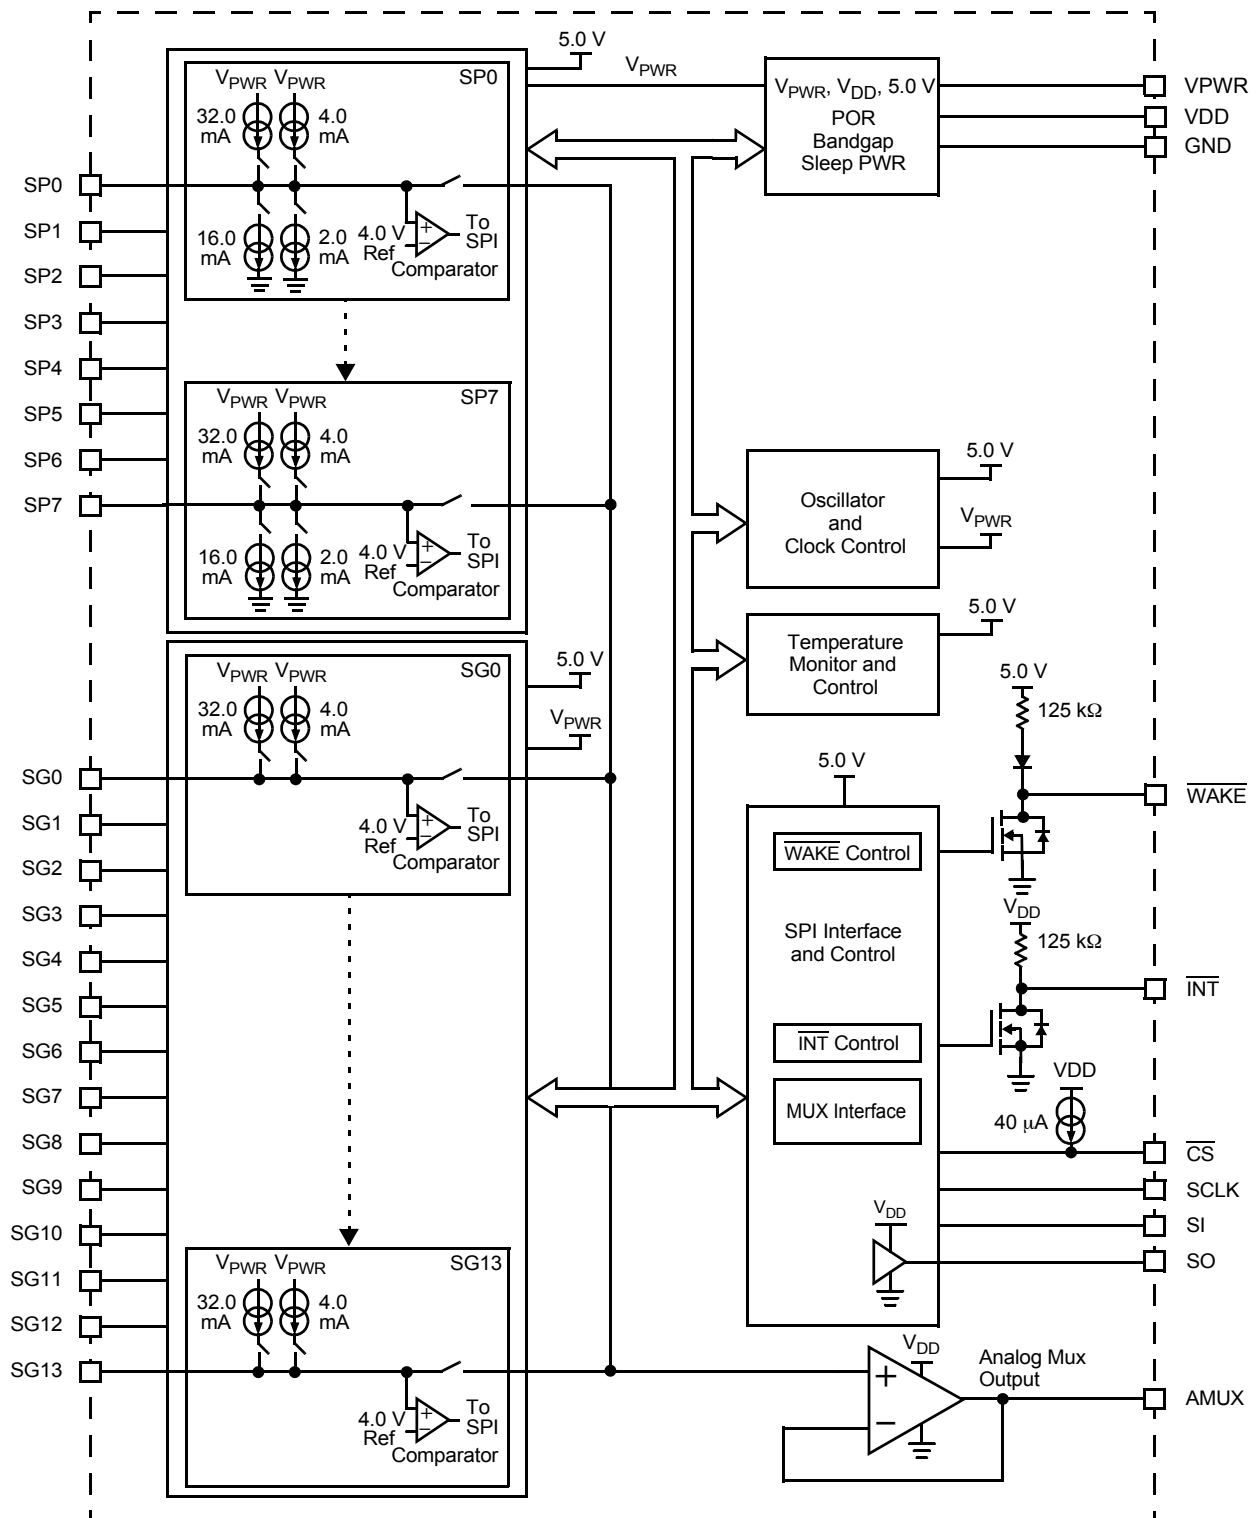 5.0 V
VPWR VPWR
SP0
32.0 mA
4.0 mA
16.0 mA
2.0 mA
4.0 V Ref
+
−
To SPI
Comparator
VPWR VPWR
SP7
32.0 mA
4.0 mA
16.0 mA
2.0 mA
4.0 V Ref
+
−
To SPI
Comparator
SP0
SP1
SP2
SP3
SP4
SP5
SP6
SP7
VPWR
VPWR, VDD, 5.0 V
POR
Bandgap
Sleep PWR
VPWR
VDD
GND
5.0 V
VPWR
Oscillator
and
Clock Control
5.0 V
Temperature
Monitor and
Control
5.0 V
VPWR
VPWR VPWR
SG0
32.0 mA
4.0 mA
4.0 V Ref
+
−
To SPI
Comparator
SG0
SG1
SG2
SG3
SG4
SG5
SG6
SG7
SG8
SG9
SG10
SG11
SG12
SG13
VPWR VPWR
SG13
32.0 mA
4.0 mA
4.0 V Ref
+
−
To SPI
Comparator
5.0 V
WAKE Control
SPI Interface
and Control
INT Control
MUX Interface
VDD
5.0 V
125 kΩ
WAKE
VDD
125 kΩ
INT
VDD
40 µA
CS
SCLK
SI
SO
VDD
+
−
Analog Mux
Output
AMUX